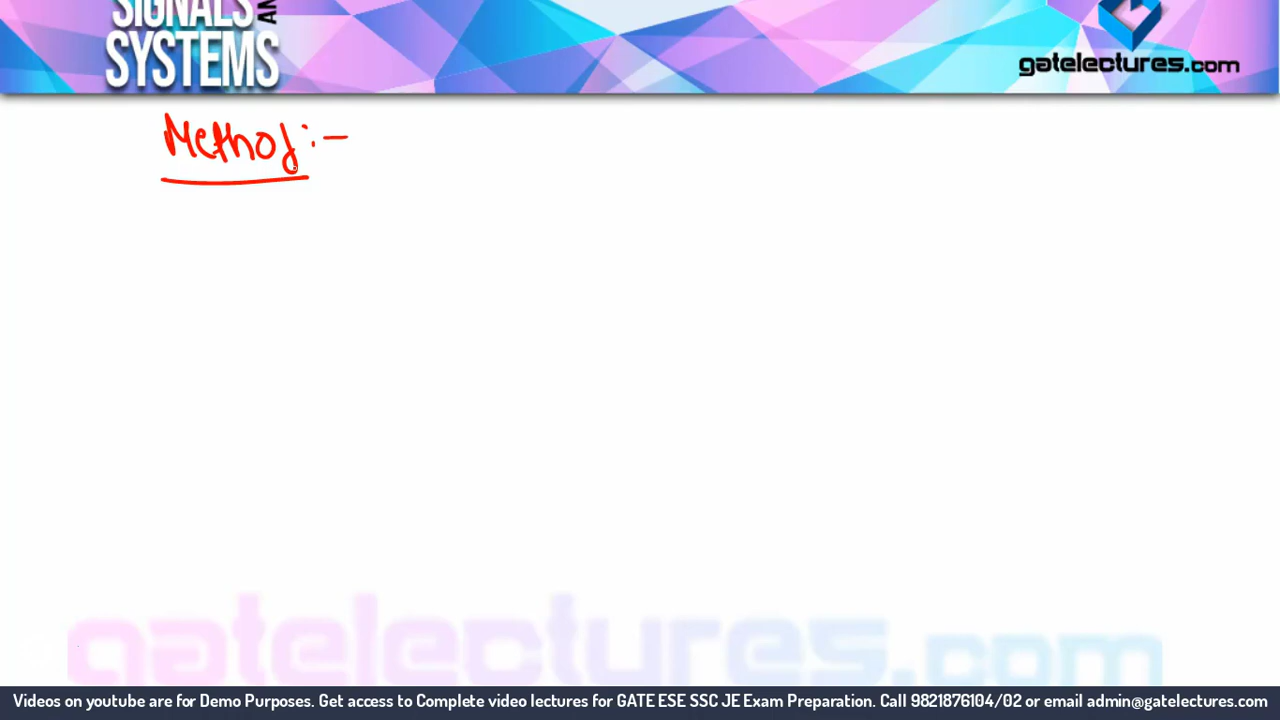 SIGNALS AND
SYSTEMS
gatelectures.com
Method :-
gatelectures.com
Videos on youtube are for Demo Purposes. Get access to Complete video lectures for GATE ESE SSC JE Exam Preparation. Call 9821876104/02 or email admin@gatelectures.com